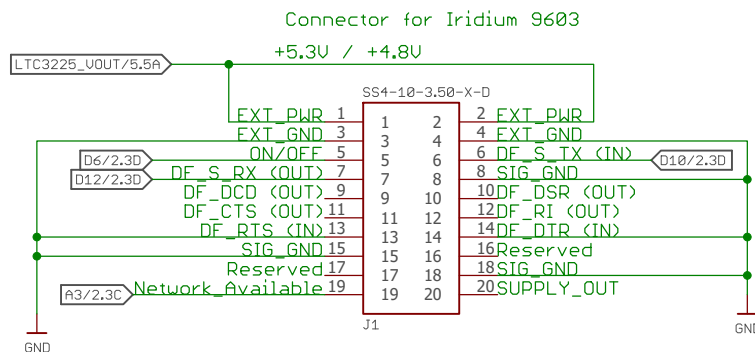 Connector for Iridium 9603
+5.3V / +4.8V
LTC3225_VOUT/5.5A
SS4-10-3.50-X-D
EXT_PWR 1 1 2 2 EXT_PWR
EXT_GND 3 3 4 4 EXT_GND
D6/2.3D ON/OFF 5 5 6 6 DF_S_TX (IN) D10/2.3D
D12/2.3D DF_S_RX (OUT) 7 7 8 8 SIG_GND
DF_DCD (OUT) 9 9 10 10 DF_DSR (OUT)
DF_CTS (OUT) 11 11 12 12 DF_RI (OUT)
DF_RTS (IN) 13 13 14 14 DF_DTR (IN)
SIG_GND 15 15 16 16 Reserved
Reserved 17 17 18 18 SIG_GND
A3/2.3C Network_Available 19 19 20 20 SUPPLY_OUT
J1
GND
GND